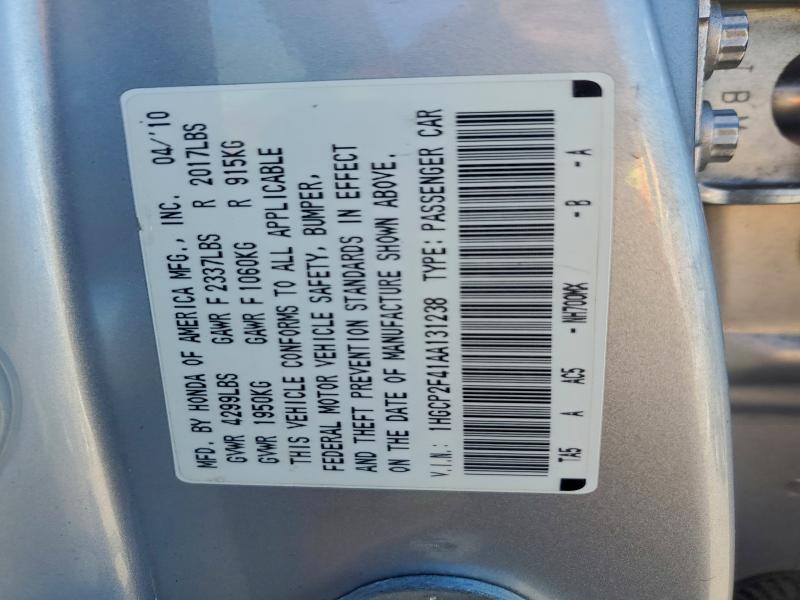 MFD. BY HONDA OF AMERICA MFG., INC. 04/'10
GVWR 4299LBS GAWR F 2337LBS R 2017LBS
GVWR 1950KG GAWR F 1060KG R 915KG
THIS VEHICLE CONFORMS TO ALL APPLICABLE
FEDERAL MOTOR VEHICLE SAFETY, BUMPER,
AND THEFT PREVENTION STANDARDS IN EFFECT
ON THE DATE OF MANUFACTURE SHOWN ABOVE.
V.I.N.: 1HGCP2F41AA131238 TYPE: PASSENGER CAR
TA5 A AC5 - NH700MX / - B - A
T B M